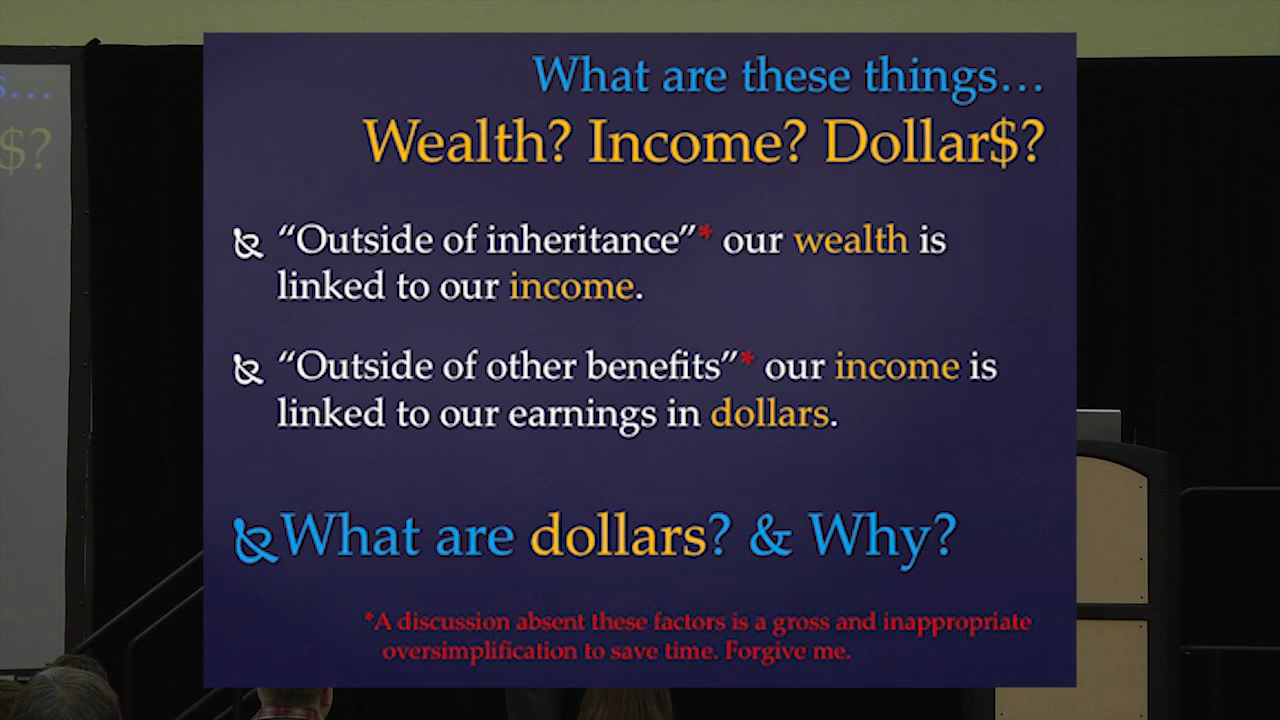 What are these things…
Wealth? Income? Dollar$?
“Outside of inheritance”* our wealth is
linked to our income.
“Outside of other benefits”* our income is
linked to our earnings in dollars.
What are dollars? & Why?
*A discussion absent these factors is a gross and inappropriate
oversimplification to save time. Forgive me.
s…
$?